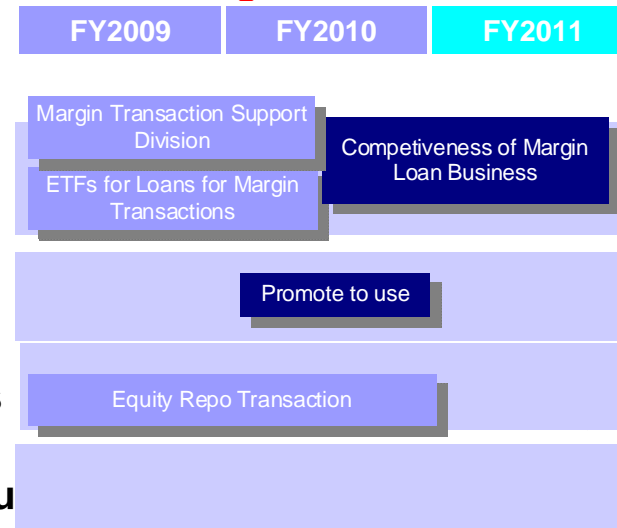 FY2009 FY2010 FY2011
Margin Transaction Support
Division
Competiveness of Margin
Loan Business
ETFs for Loans for Margin
Transactions
Promote to use
Equity Repo Transaction